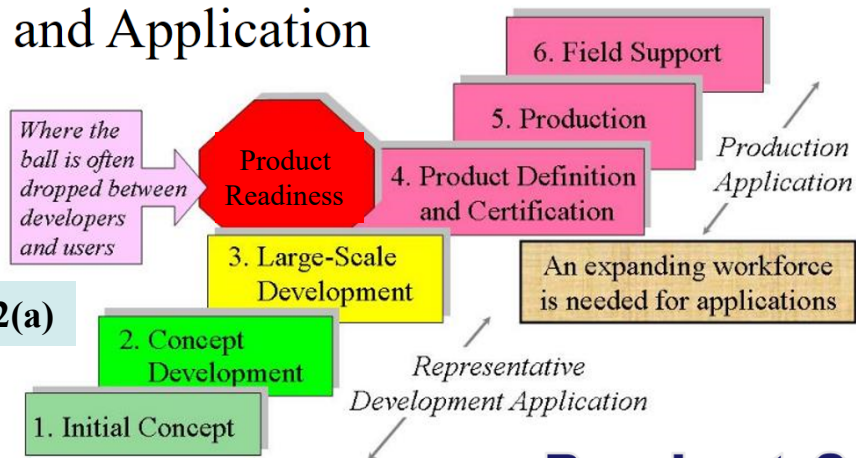 and Application
6. Field Support
5. Production
Where the
ball is often
dropped between
developers
and users
Product
Readiness
4. Product Definition
and Certification
Production
Application
3. Large-Scale
Development
An expanding workforce
is needed for applications
2(a)
2. Concept
Development
Representative
Development Application
1. Initial Concept